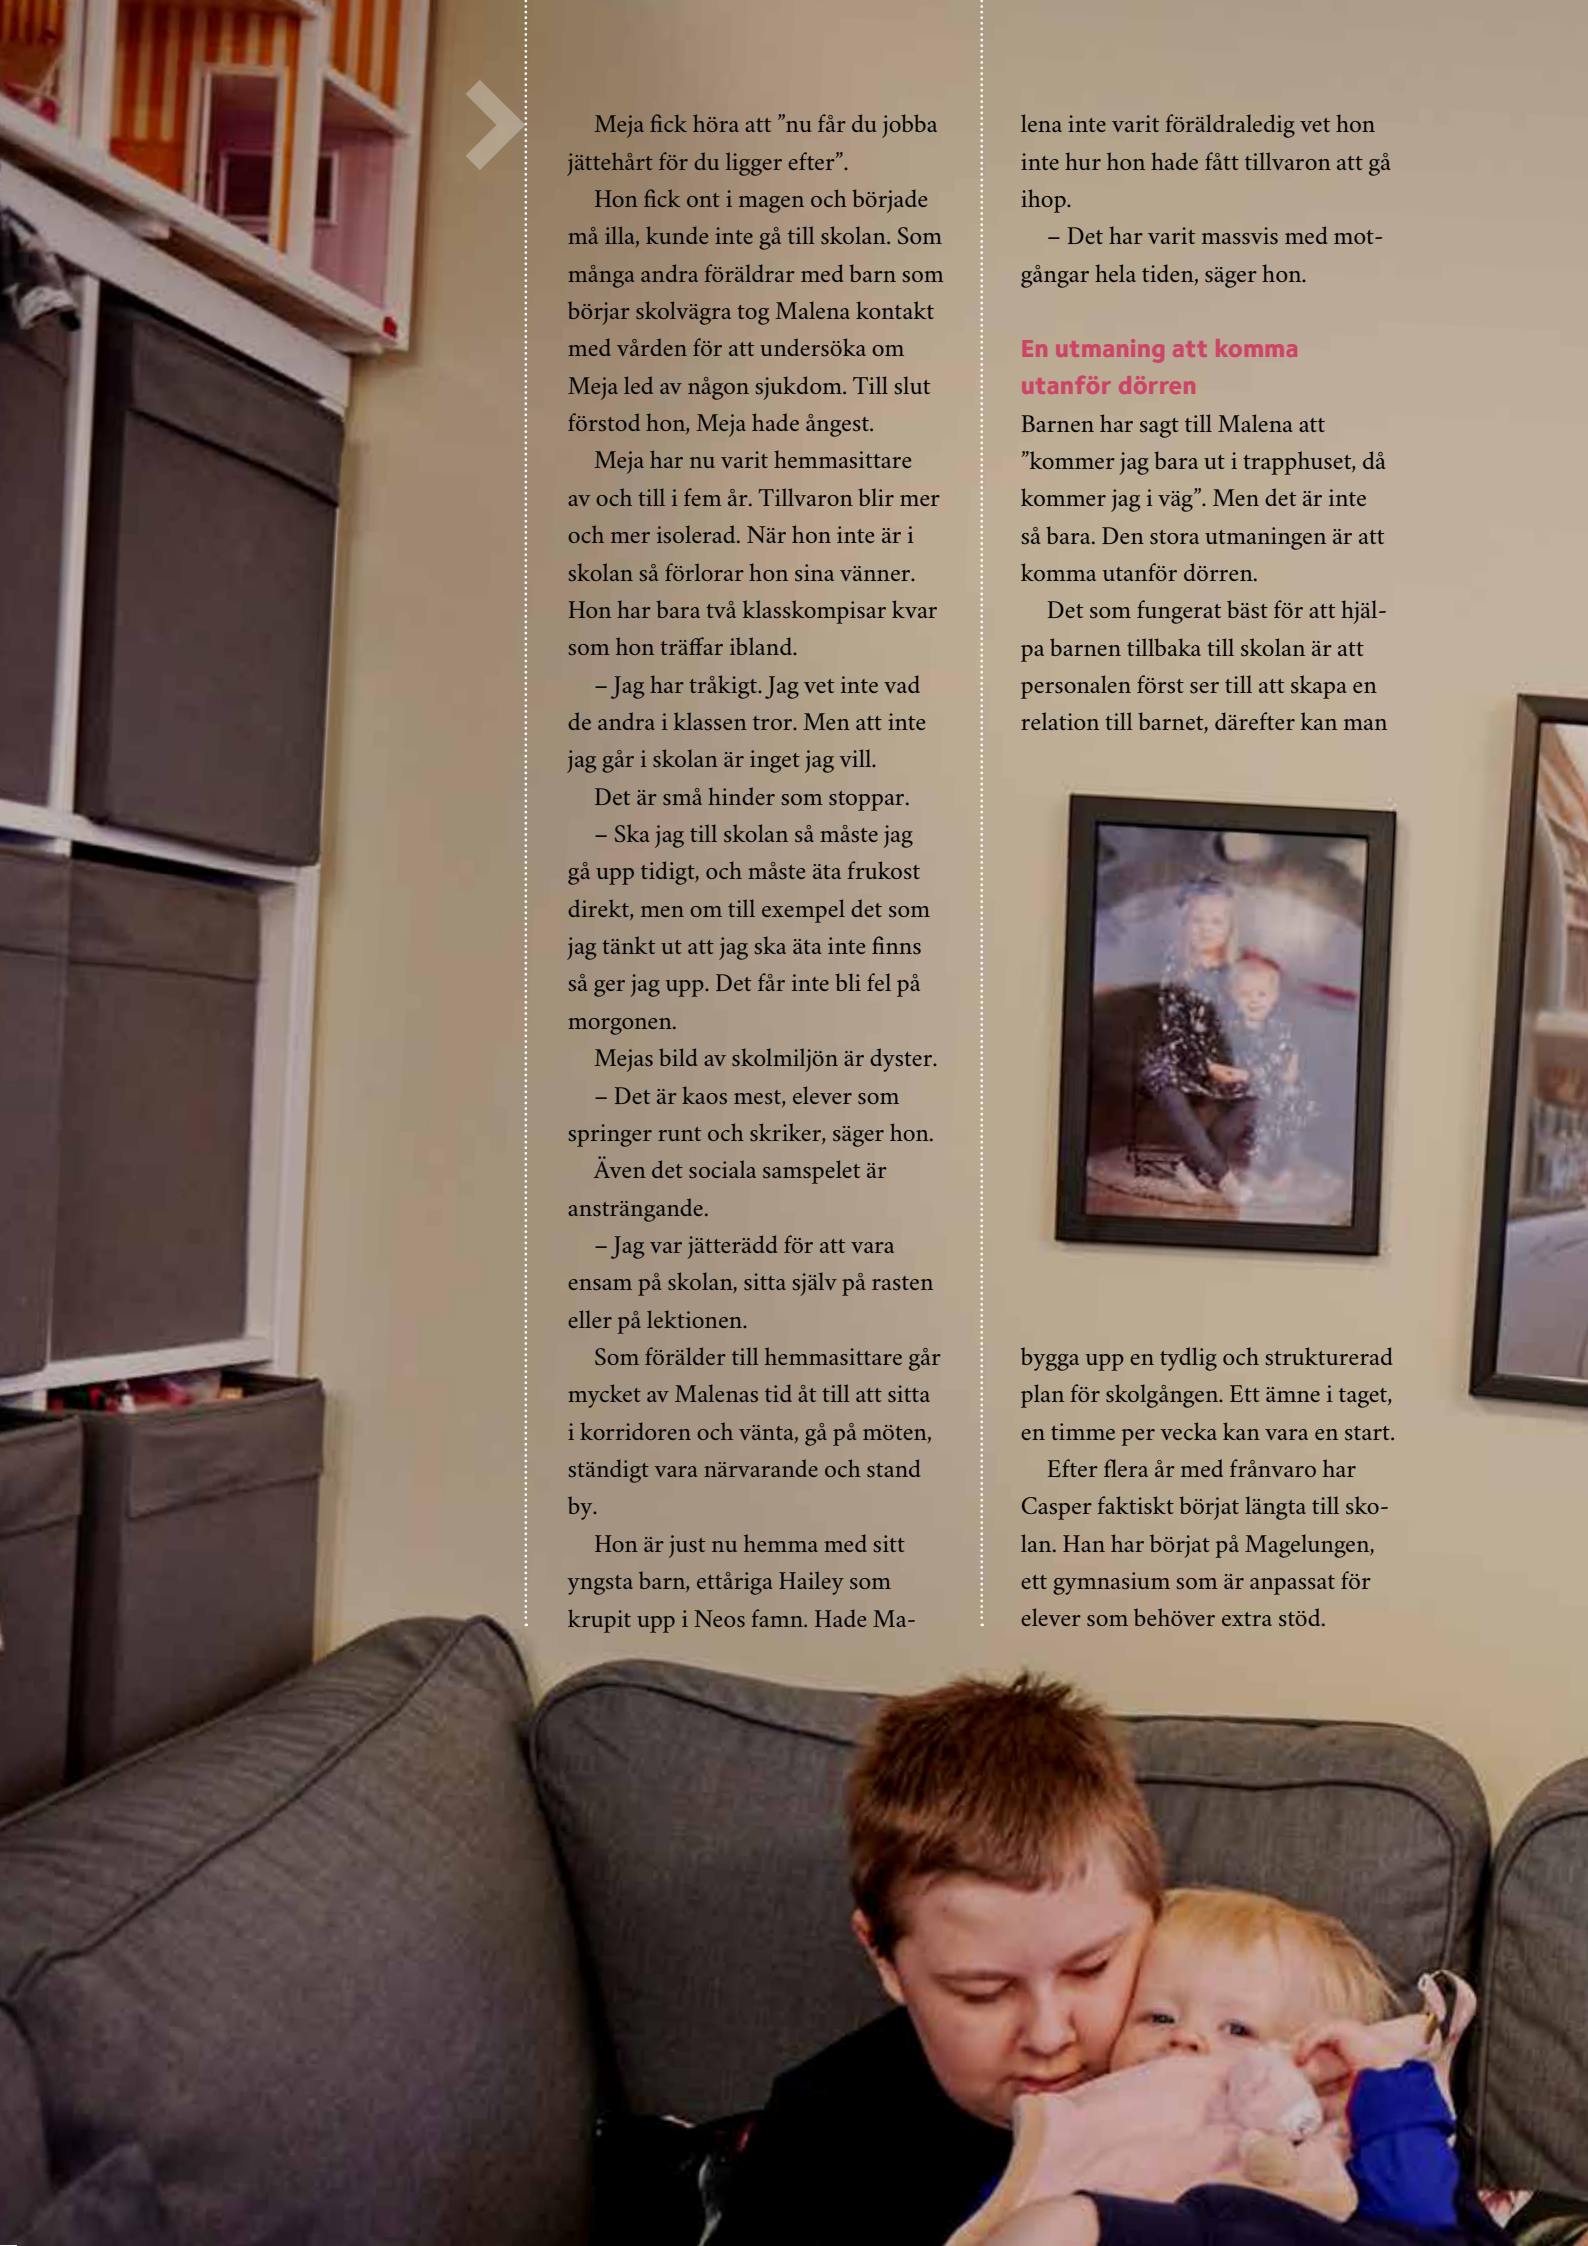 Meja fick höra att ”nu får du jobba
jättehårt för du ligger efter”.
Hon fick ont i magen och började
må illa, kunde inte gå till skolan. Som
många andra föräldrar med barn som
börjar skolvägra tog Malena kontakt
med vården för att undersöka om
Meja led av någon sjukdom. Till slut
förstod hon, Meja hade ångest.
Meja har nu varit hemmasittare
av och till i fem år. Tillvaron blir mer
och mer isolerad. När hon inte är i
skolan så förlorar hon sina vänner.
Hon har bara två klasskompisar kvar
som hon träffar ibland.
– Jag har tråkigt. Jag vet inte vad
de andra i klassen tror. Men att inte
jag går i skolan är inget jag vill.
Det är små hinder som stoppar.
– Ska jag till skolan så måste jag
gå upp tidigt, och måste äta frukost
direkt, men om till exempel det som
jag tänkt ut att jag ska äta inte finns
så ger jag upp. Det får inte bli fel på
morgonen.
Mejas bild av skolmiljön är dyster.
– Det är kaos mest, elever som
springer runt och skriker, säger hon.
Även det sociala samspelet är
ansträngande.
– Jag var jätterädd för att vara
ensam på skolan, sitta själv på rasten
eller på lektionen.
Som förälder till hemmasittare går
mycket av Malenas tid åt till att sitta
i korridoren och vänta, gå på möten,
ständigt vara närvarande och stand
by.
Hon är just nu hemma med sitt
yngsta barn, ettåriga Hailey som
krupit upp i Neos famn. Hade Ma-
lena inte varit föräldraledig vet hon
inte hur hon hade fått tillvaron att gå
ihop.
– Det har varit massvis med mot-
gångar hela tiden, säger hon.
En utmaning att komma
utanför dörren
Barnen har sagt till Malena att
”kommer jag bara ut i trapphuset, då
kommer jag i väg”. Men det är inte
så bara. Den stora utmaningen är att
komma utanför dörren.
Det som fungerat bäst för att hjäl-
pa barnen tillbaka till skolan är att
personalen först ser till att skapa en
relation till barnet, därefter kan man
bygga upp en tydlig och strukturerad
plan för skolgången. Ett ämne i taget,
en timme per vecka kan vara en start.
Efter flera år med frånvaro har
Casper faktiskt börjat längta till sko-
lan. Han har börjat på Magelungen,
ett gymnasium som är anpassat för
elever som behöver extra stöd.